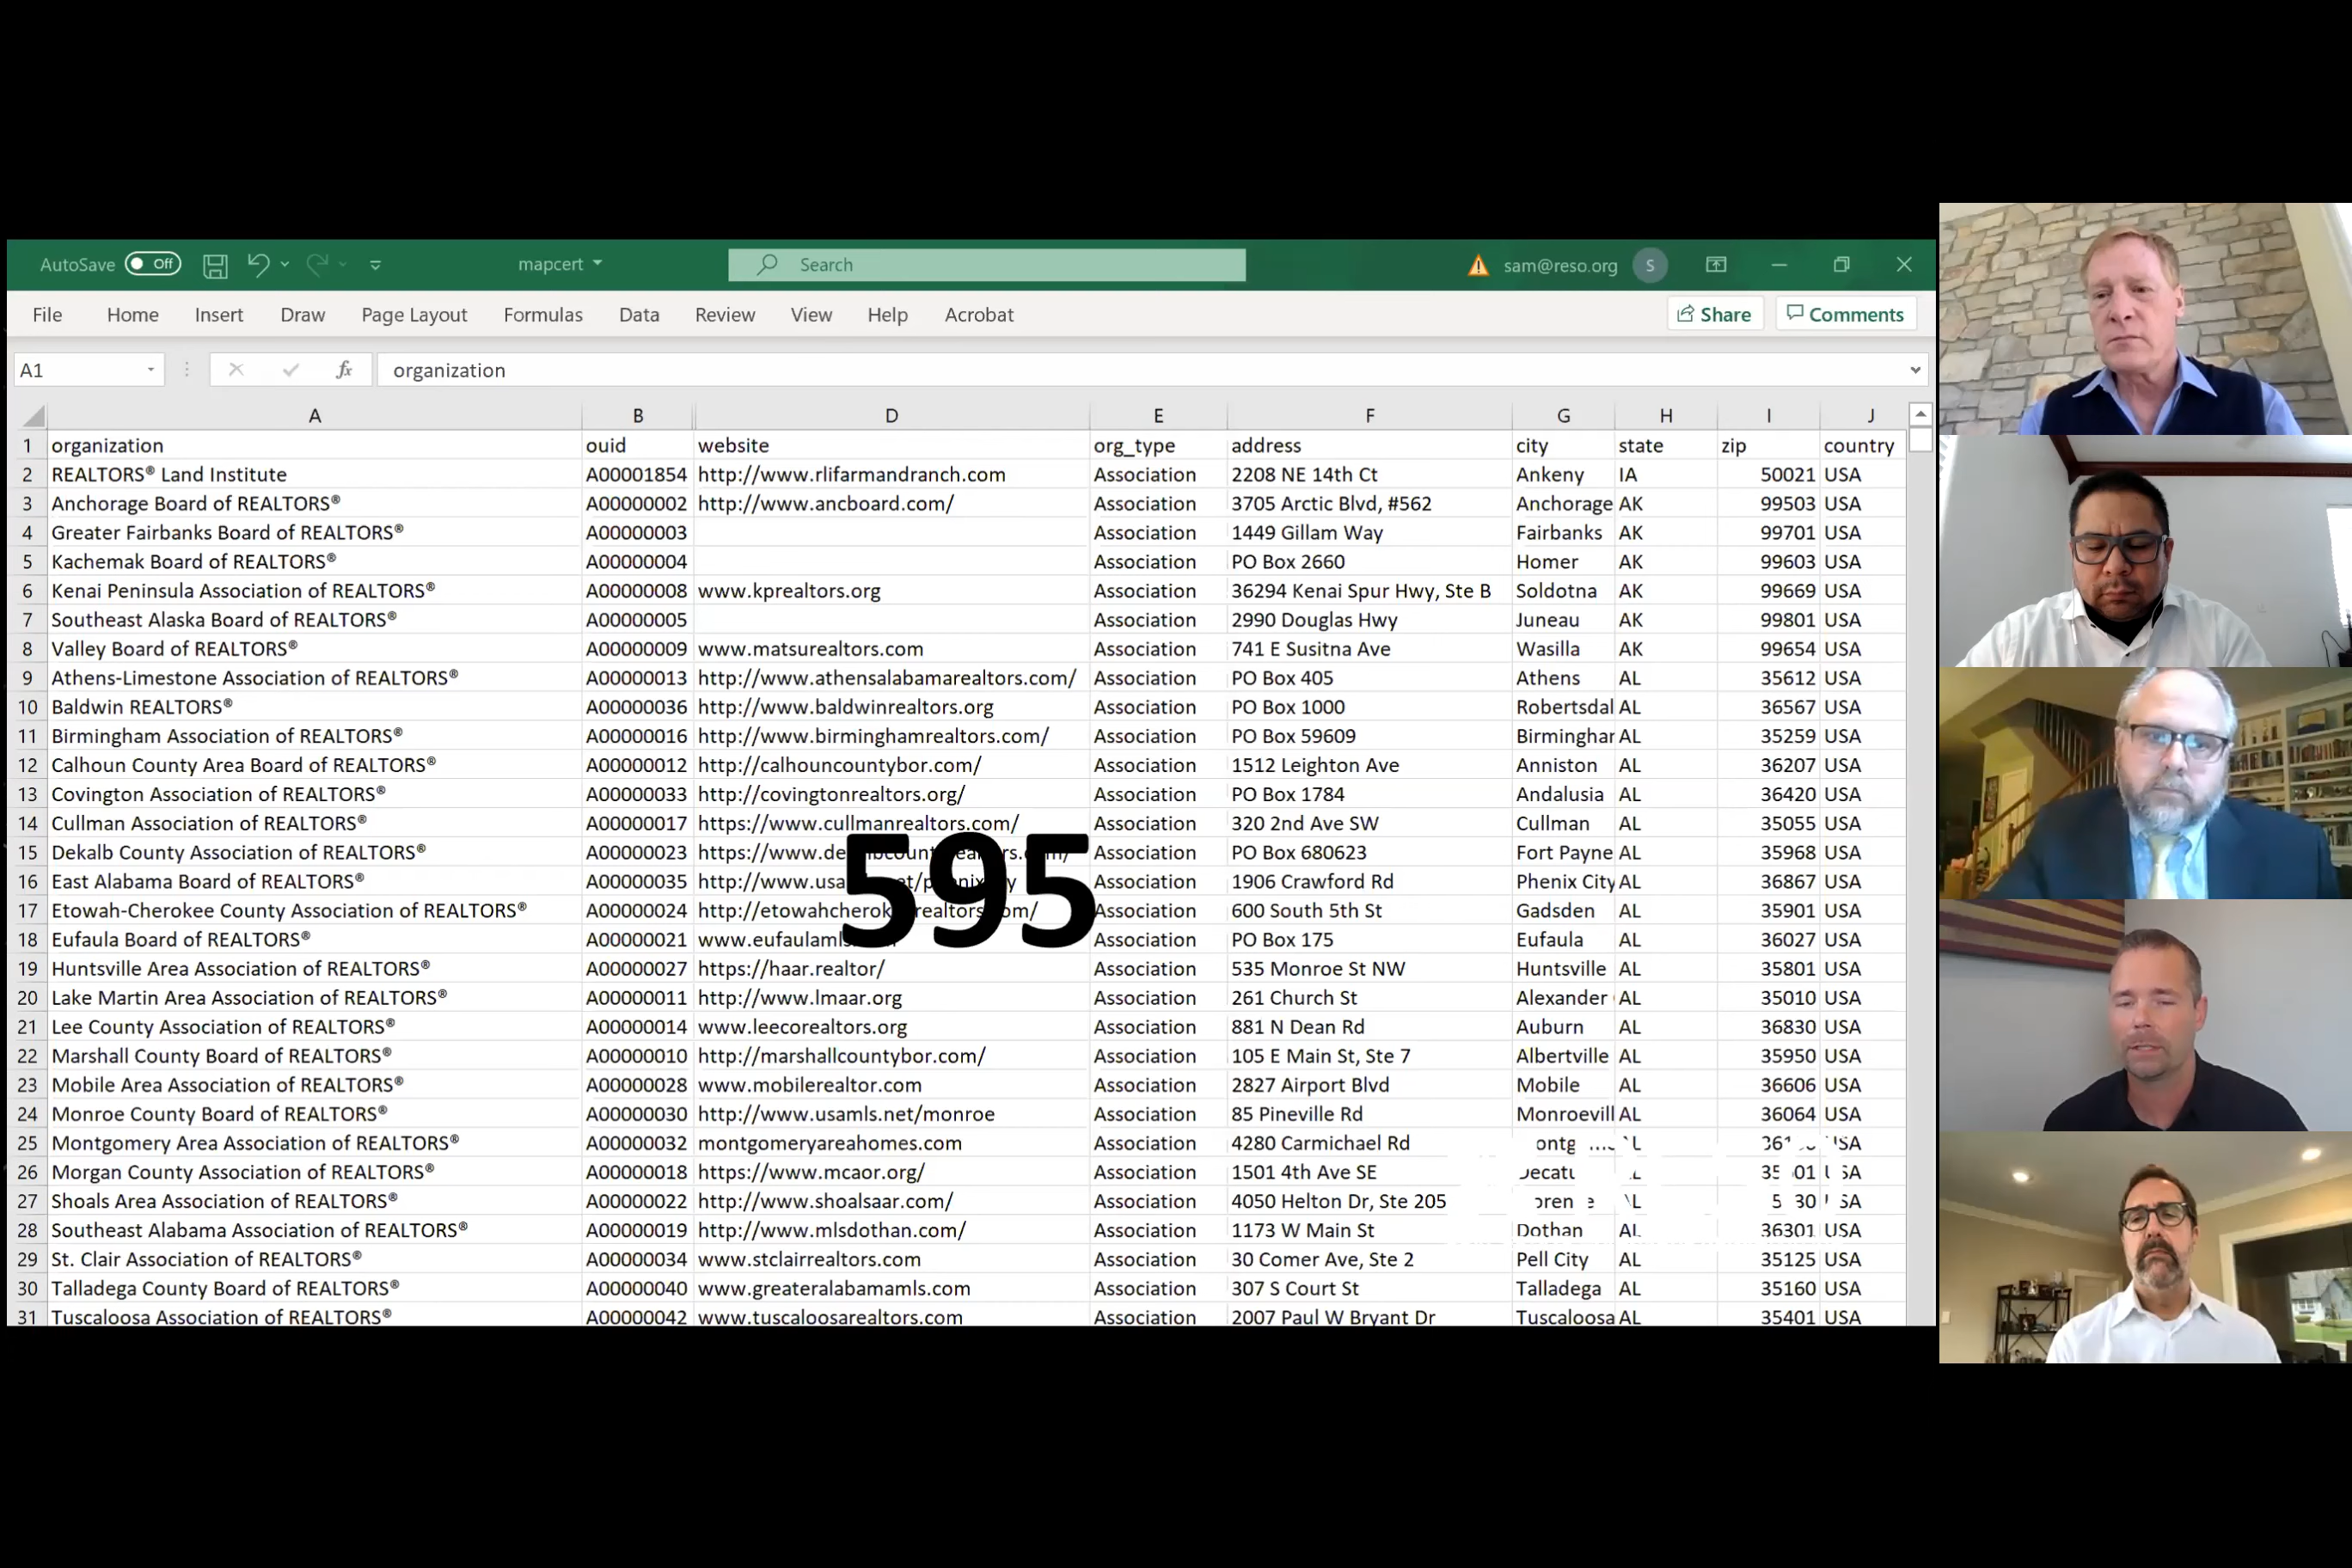 AutoSave Off mapcert Search sam@reso.org S
File Home Insert Draw Page Layout Formulas Data Review View Help Acrobat Share Comments
A1 fx organization
A B D E F G H I J
1 organization ouid website org_type address city state zip country
2 REALTORS® Land Institute A00001854 http://www.rlifarmandranch.com Association 2208 NE 14th Ct Ankeny IA 50021 USA
3 Anchorage Board of REALTORS® A00000002 http://www.ancboard.com/ Association 3705 Arctic Blvd, #562 Anchorage AK 99503 USA
4 Greater Fairbanks Board of REALTORS® A00000003 Association 1449 Gillam Way Fairbanks AK 99701 USA
5 Kachemak Board of REALTORS® A00000004 Association PO Box 2660 Homer AK 99603 USA
6 Kenai Peninsula Association of REALTORS® A00000008 www.kprealtors.org Association 36294 Kenai Spur Hwy, Ste B Soldotna AK 99669 USA
7 Southeast Alaska Board of REALTORS® A00000005 Association 2990 Douglas Hwy Juneau AK 99801 USA
8 Valley Board of REALTORS® A00000009 www.matsurealtors.com Association 741 E Susitna Ave Wasilla AK 99654 USA
9 Athens-Limestone Association of REALTORS® A00000013 http://www.athensalabamarealtors.com/ Association PO Box 405 Athens AL 35612 USA
10 Baldwin REALTORS® A00000036 http://www.baldwinrealtors.org Association PO Box 1000 Robertsdal AL 36567 USA
11 Birmingham Association of REALTORS® A00000016 http://www.birminghamrealtors.com/ Association PO Box 59609 Birminghar AL 35259 USA
12 Calhoun County Area Board of REALTORS® A00000012 http://calhouncountybor.com/ Association 1512 Leighton Ave Anniston AL 36207 USA
13 Covington Association of REALTORS® A00000033 http://covingtonrealtors.org/ Association PO Box 1784 Andalusia AL 36420 USA
14 Cullman Association of REALTORS® A00000017 https://www.cullmanrealtors.com/ Association 320 2nd Ave SW Cullman AL 35055 USA
15 Dekalb County Association of REALTORS® A00000023 Association PO Box 680623 Fort Payne AL 35968 USA
595
16 East Alabama Board of REALTORS® A00000035 Association 1906 Crawford Rd Phenix City AL 36867 USA
17 Etowah-Cherokee County Association of REALTORS® A00000024 Association 600 South 5th St Gadsden AL 35901 USA
18 Eufaula Board of REALTORS® A00000021 Association PO Box 175 Eufaula AL 36027 USA
19 Huntsville Area Association of REALTORS® A00000027 https://haar.realtor/ Association 535 Monroe St NW Huntsville AL 35801 USA
20 Lake Martin Area Association of REALTORS® A00000011 http://www.lmaar.org Association 261 Church St Alexander AL 35010 USA
21 Lee County Association of REALTORS® A00000014 www.leecorealtors.org Association 881 N Dean Rd Auburn AL 36830 USA
22 Marshall County Board of REALTORS® A00000010 http://marshallcountybor.com/ Association 105 E Main St, Ste 7 Albertville AL 35950 USA
23 Mobile Area Association of REALTORS® A00000028 www.mobilerealtor.com Association 2827 Airport Blvd Mobile AL 36606 USA
24 Monroe County Board of REALTORS® A00000030 http://www.usamls.net/monroe Association 85 Pineville Rd Monroevill AL 36064 USA
25 Montgomery Area Association of REALTORS® A00000032 montgomeryareahomes.com Association 4280 Carmichael Rd
26 Morgan County Association of REALTORS® A00000018 https://www.mcaor.org/ Association 1501 4th Ave SE
27 Shoals Area Association of REALTORS® A00000022 http://www.shoalsaar.com/ Association 4050 Helton Dr, Ste 205
28 Southeast Alabama Association of REALTORS® A00000019 http://www.mlsdothan.com/ Association 1173 W Main St Dothan AL 36301 USA
29 St. Clair Association of REALTORS® A00000034 www.stclairrealtors.com Association 30 Comer Ave, Ste 2 Pell City AL 35125 USA
30 Talladega County Board of REALTORS® A00000040 www.greateralabamamls.com Association 307 S Court St Talladega AL 35160 USA
31 Tuscaloosa Association of REALTORS® A00000042 www.tuscaloosarealtors.com Association 2007 Paul W Bryant Dr Tuscaloosa AL 35401 USA